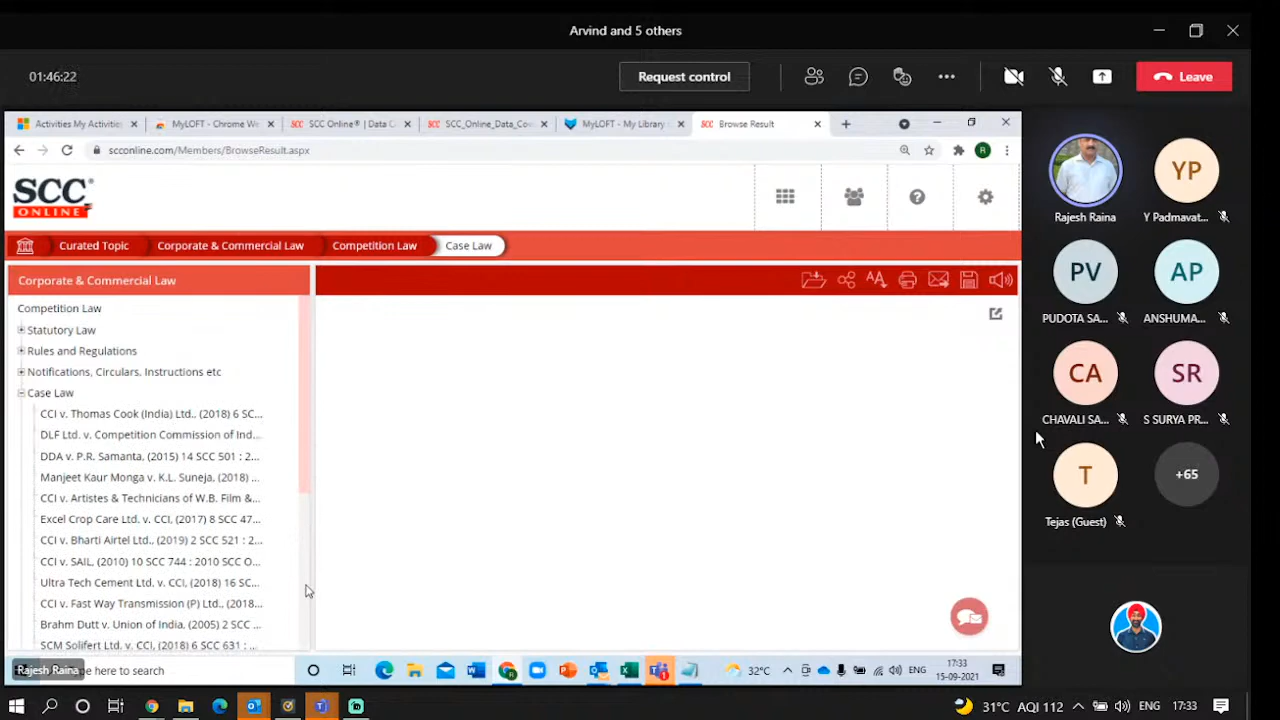 Arvind and 5 others
01:46:22
Request control
Leave
Activities My Activitie
MyLOFT - Chrome We
SCC Online® | Data C
SCC_Online_Data_Cov
MyLOFT - My Library
Browse Result
scconline.com/Members/BrowseResult.aspx
R
SCC®
ONLINE
Curated Topic
Corporate & Commercial Law
Competition Law
Case Law
Corporate & Commercial Law
Competition Law
Statutory Law
Rules and Regulations
Notifications, Circulars, Instructions etc
Case Law
CCI v. Thomas Cook (India) Ltd., (2018) 6 SC...
DLF Ltd. v. Competition Commission of Ind...
DDA v. P.R. Samanta, (2015) 14 SCC 501 : 2...
Manjeet Kaur Monga v. K.L. Suneja, (2018) ...
CCI v. Artistes & Technicians of W.B. Film &...
Excel Crop Care Ltd. v. CCI, (2017) 8 SCC 47...
CCI v. Bharti Airtel Ltd., (2019) 2 SCC 521 : 2...
CCI v. SAIL, (2010) 10 SCC 744 : 2010 SCC O...
Ultra Tech Cement Ltd. v. CCI, (2018) 16 SC...
CCI v. Fast Way Transmission (P) Ltd., (2018...
Brahm Dutt v. Union of India, (2005) 2 SCC ...
SCM Solifert Ltd. v. CCI, (2018) 6 SCC 631 : ...
Rajesh Raina
YP
Y Padmavat...
PV
PUDOTA SA...
AP
ANSHUMA...
CA
CHAVALI SA...
SR
S SURYA PR...
T
Tejas (Guest)
+65
Rajesh Raina
pe here to search
32°C
ENG
17:33
15-09-2021
31°C AQI 112
ENG
17:33